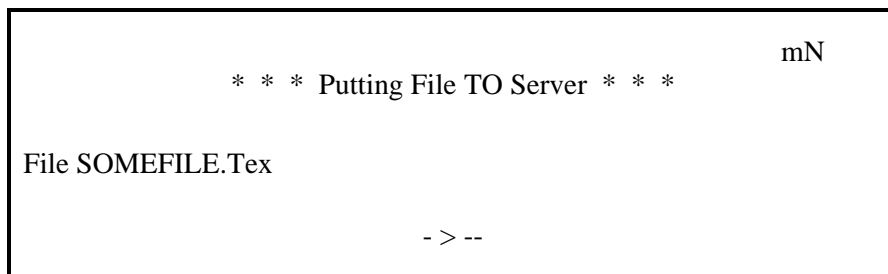 mN
* * * Putting File TO Server * * *
File SOMEFILE.Tex
- > --